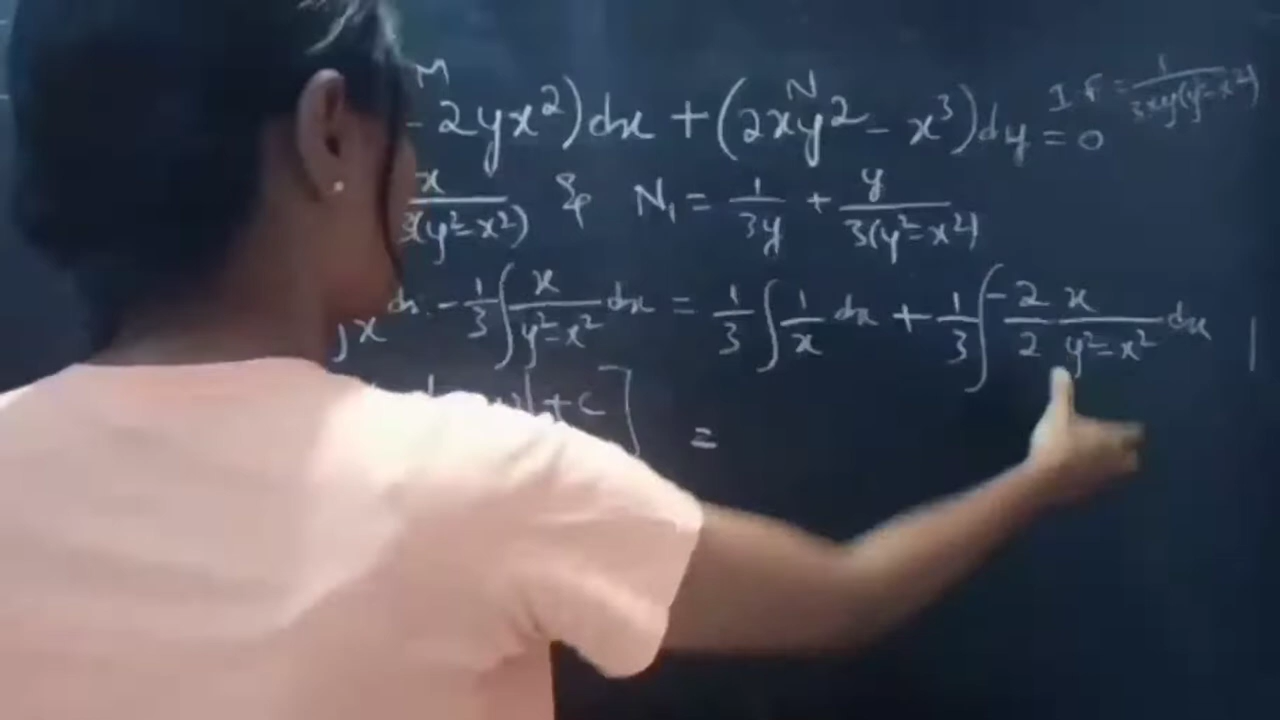 M N
- 2yx²)dx + (2xy² - x³)dy = 0 I.F = 1/(3xy(y²-x²))
x/(3(y²-x²)) & N₁ = 1/(3y) + y/(3(y²-x²))
dx - 1/3 ∫ x/(y²-x²) dx = 1/3 ∫ 1/x dx + 1/3 ∫ -2/2 x/(y²-x²) dx
+ c] =